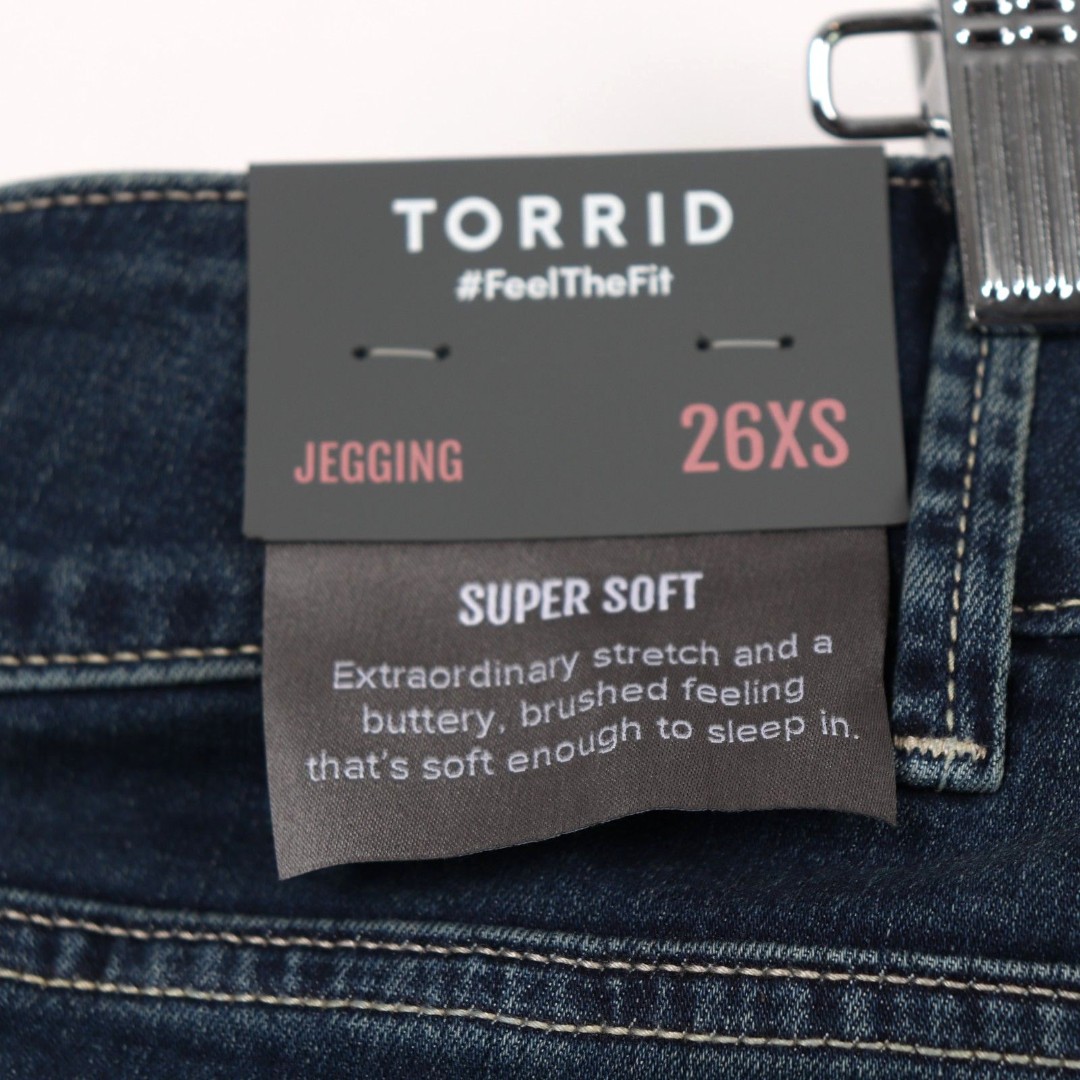 TORRID
#FeelTheFit
JEGGING 26XS
SUPER SOFT
Extraordinary stretch and a
buttery, brushed feeling
that's soft enough to sleep in.